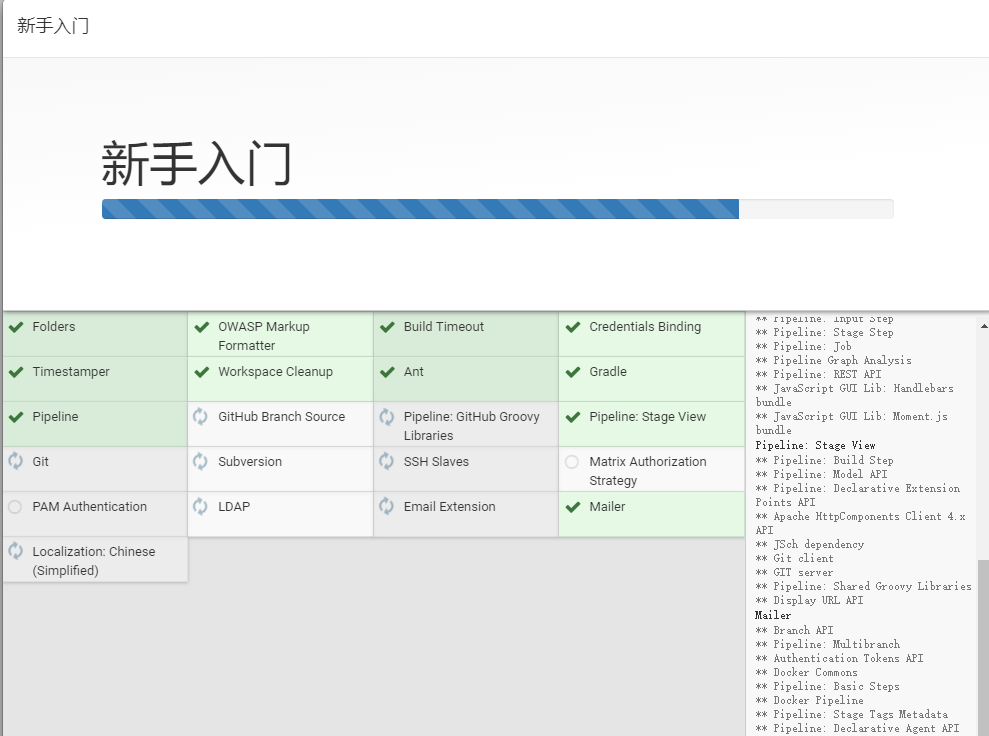 新手入门
新手入门
Folders
OWASP Markup
Formatter
Build Timeout
Credentials Binding
Timestamper
Workspace Cleanup
Ant
Gradle
Pipeline
GitHub Branch Source
Pipeline: GitHub Groovy
Libraries
Pipeline: Stage View
Git
Subversion
SSH Slaves
Matrix Authorization
Strategy
PAM Authentication
LDAP
Email Extension
Mailer
Localization: Chinese
(Simplified)
** Pipeline: Input Step
** Pipeline: Stage Step
** Pipeline: Job
** Pipeline Graph Analysis
** Pipeline: REST API
** JavaScript GUI Lib: Handlebars
bundle
** JavaScript GUI Lib: Moment.js
bundle
Pipeline: Stage View
** Pipeline: Build Step
** Pipeline: Model API
** Pipeline: Declarative Extension
Points API
** Apache HttpComponents Client 4.x
API
** JSch dependency
** Git client
** GIT server
** Pipeline: Shared Groovy Libraries
** Display URL API
Mailer
** Branch API
** Pipeline: Multibranch
** Authentication Tokens API
** Docker Commons
** Pipeline: Basic Steps
** Docker Pipeline
** Pipeline: Stage Tags Metadata
** Pipeline: Declarative Agent API